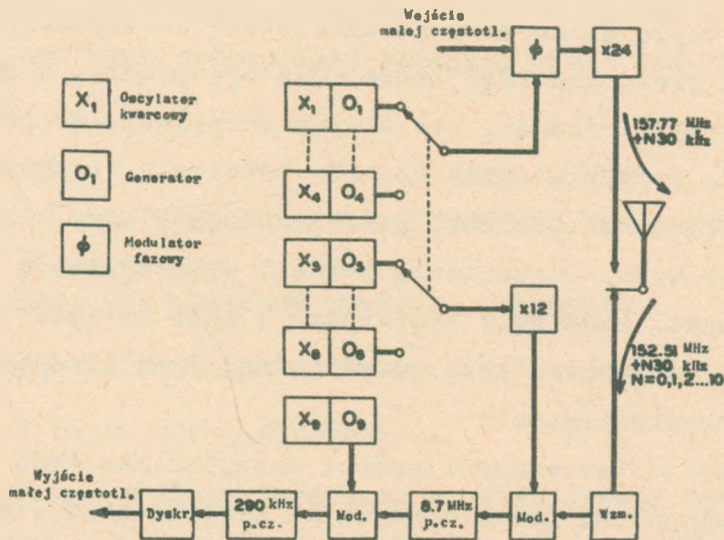 Wejście
małej częstotl.
ϕ
x24
X₁ Oscylator
kwarcowy
X₁ O₁
157.77 MHz
+N30 kHz
O₁ Generator
X₄ O₄
ϕ Modulator
fazowy
X₅ O₅
x12
X₈ O₆
152.51 MHz
+N30 kHz
N=0,1,2...10
X₉ O₉
Wyjście
małej częstotl.
Dyskr.
290 kHz
p.cz.
Mod.
8.7 MHz
p.cz.
Mod.
Wzm.